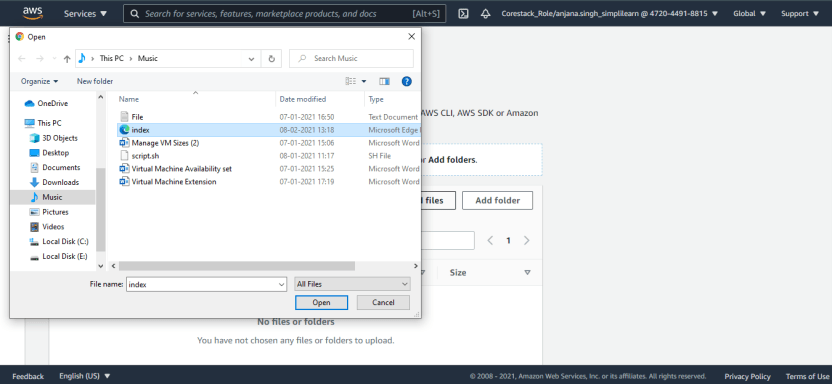 aws
Services
Search for services, features, marketplace products, and docs
[Alt+S]
Corestack_Role/anjana.singh_simplilearn @ 4720-4491-8815
Global
Support
Open
This PC
Music
Search Music
Organize
New folder
Name
Date modified
Type
OneDrive
This PC
3D Objects
Desktop
Documents
Downloads
Music
Pictures
Videos
Local Disk (C:)
Local Disk (E:)
File 07-01-2021 16:50 Text Document
index 08-02-2021 13:18 Microsoft Edge
Manage VM Sizes (2) 07-01-2021 15:06 Microsoft Word
script.sh 08-01-2021 11:17 SH File
Virtual Machine Availability set 07-01-2021 15:25 Microsoft Word
Virtual Machine Extension 07-01-2021 17:19 Microsoft Word
File name: index
All Files
Open
Cancel
AWS CLI, AWS SDK or Amazon
or Add folders.
files
Add folder
1
Size
No files or folders
You have not chosen any files or folders to upload.
Feedback
English (US)
© 2008 - 2021, Amazon Web Services, Inc. or its affiliates. All rights reserved.
Privacy Policy
Terms of Use